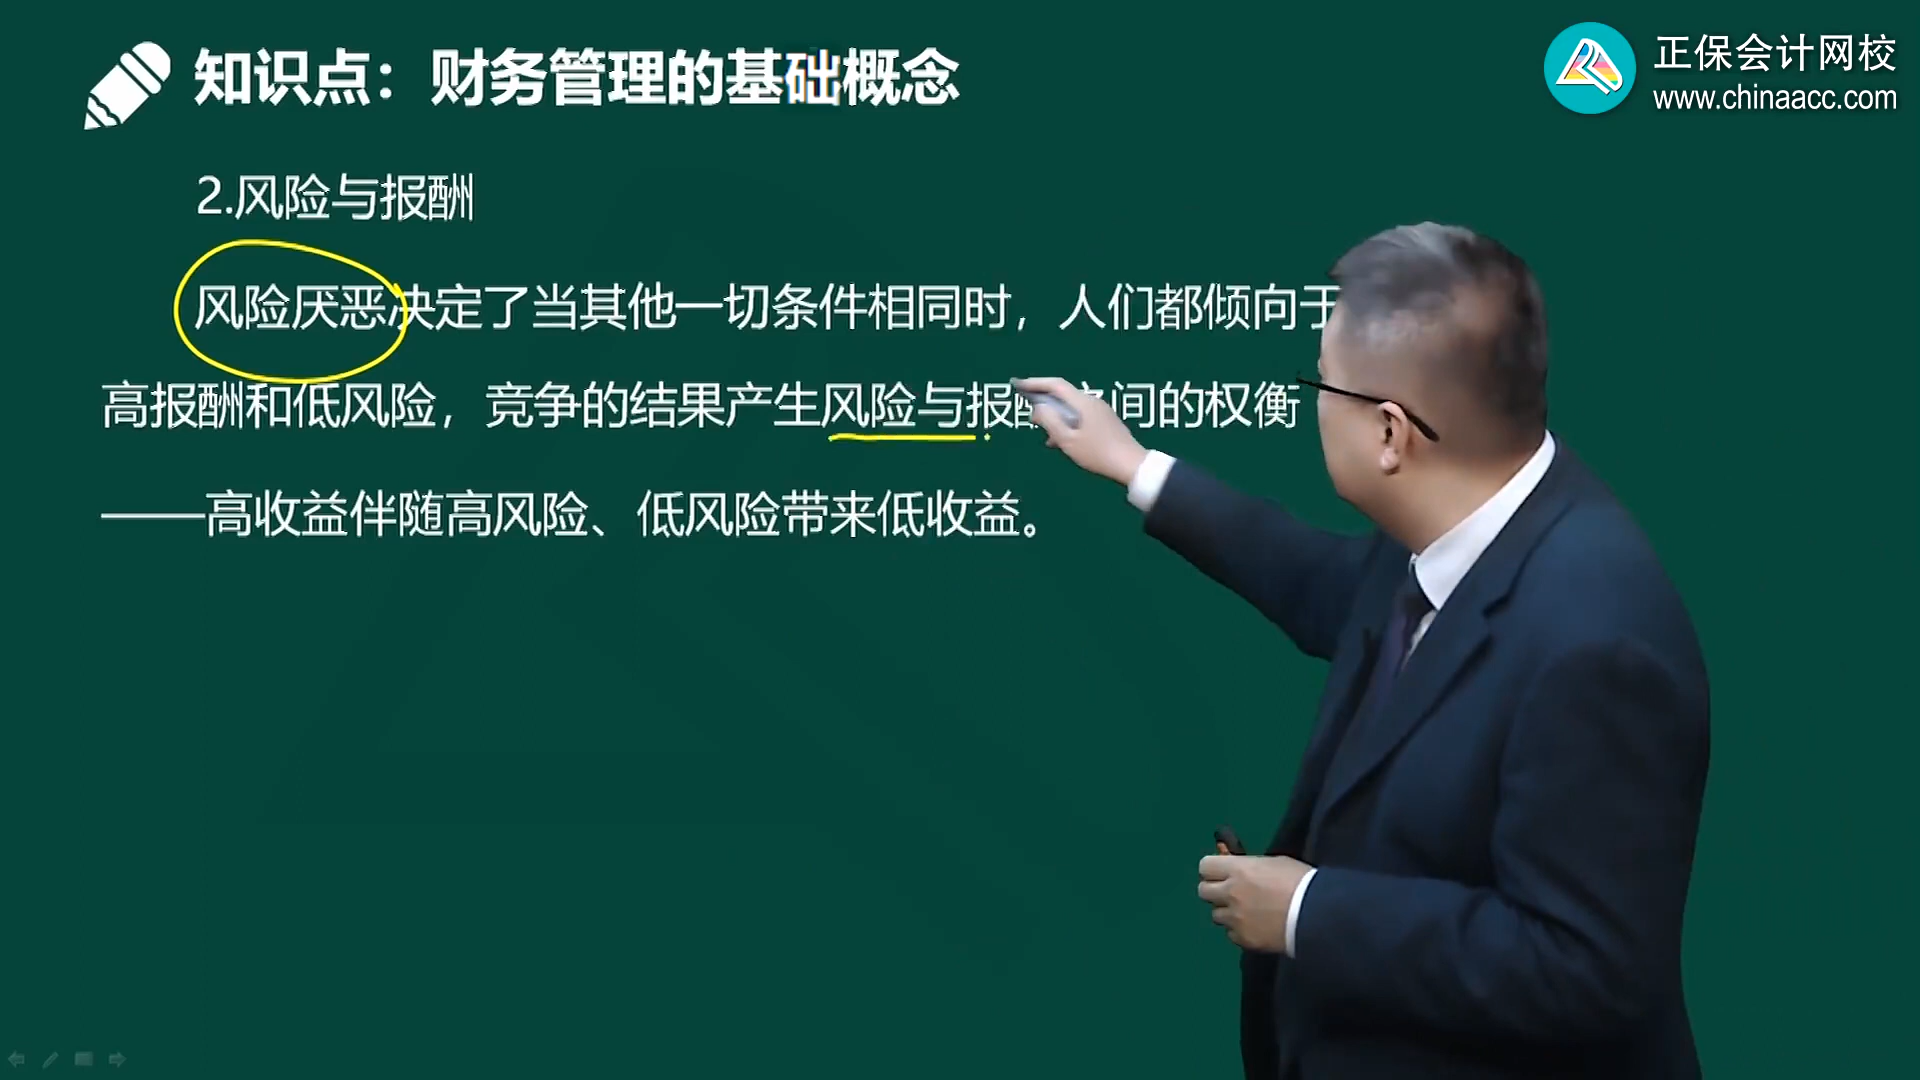 知识点：财务管理的基础概念
正保会计网校
www.chinaacc.com
2.风险与报酬
风险厌恶决定了当其他一切条件相同时，人们都倾向于
高报酬和低风险，竞争的结果产生风险与报酬之间的权衡
——高收益伴随高风险、低风险带来低收益。